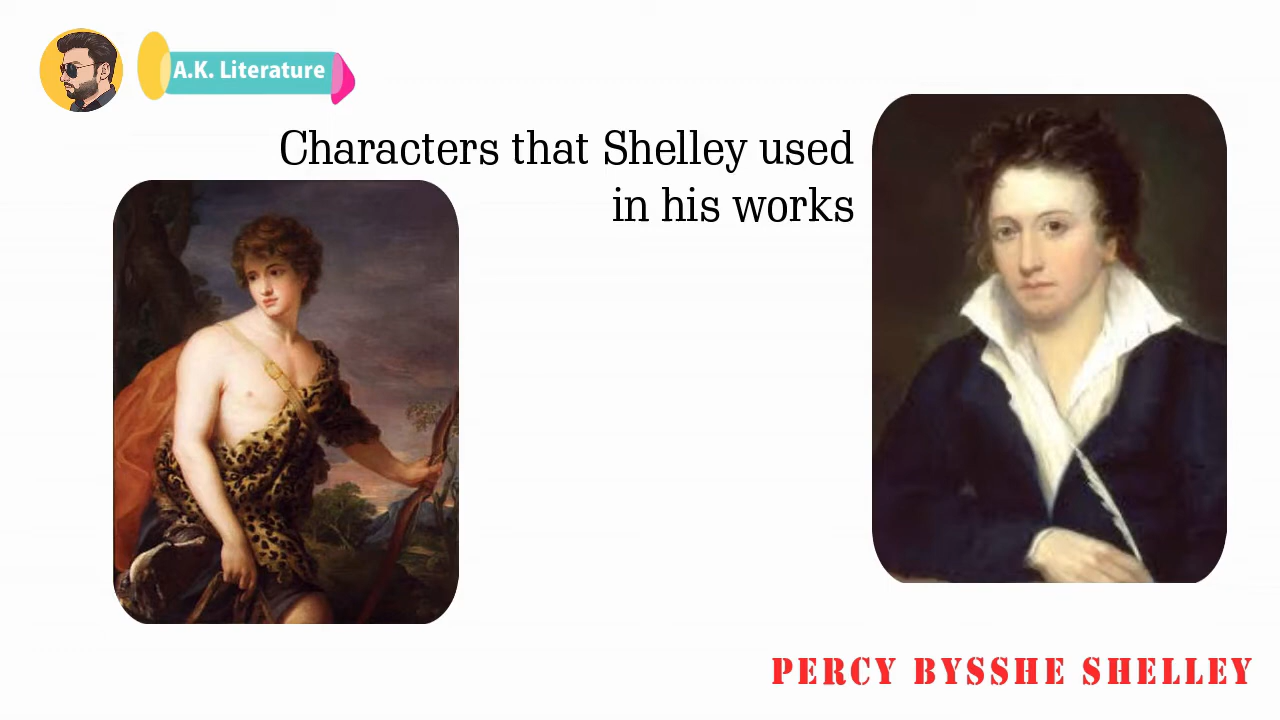 A.K. Literature
Characters that Shelley used
in his works
PERCY BYSSHE SHELLEY